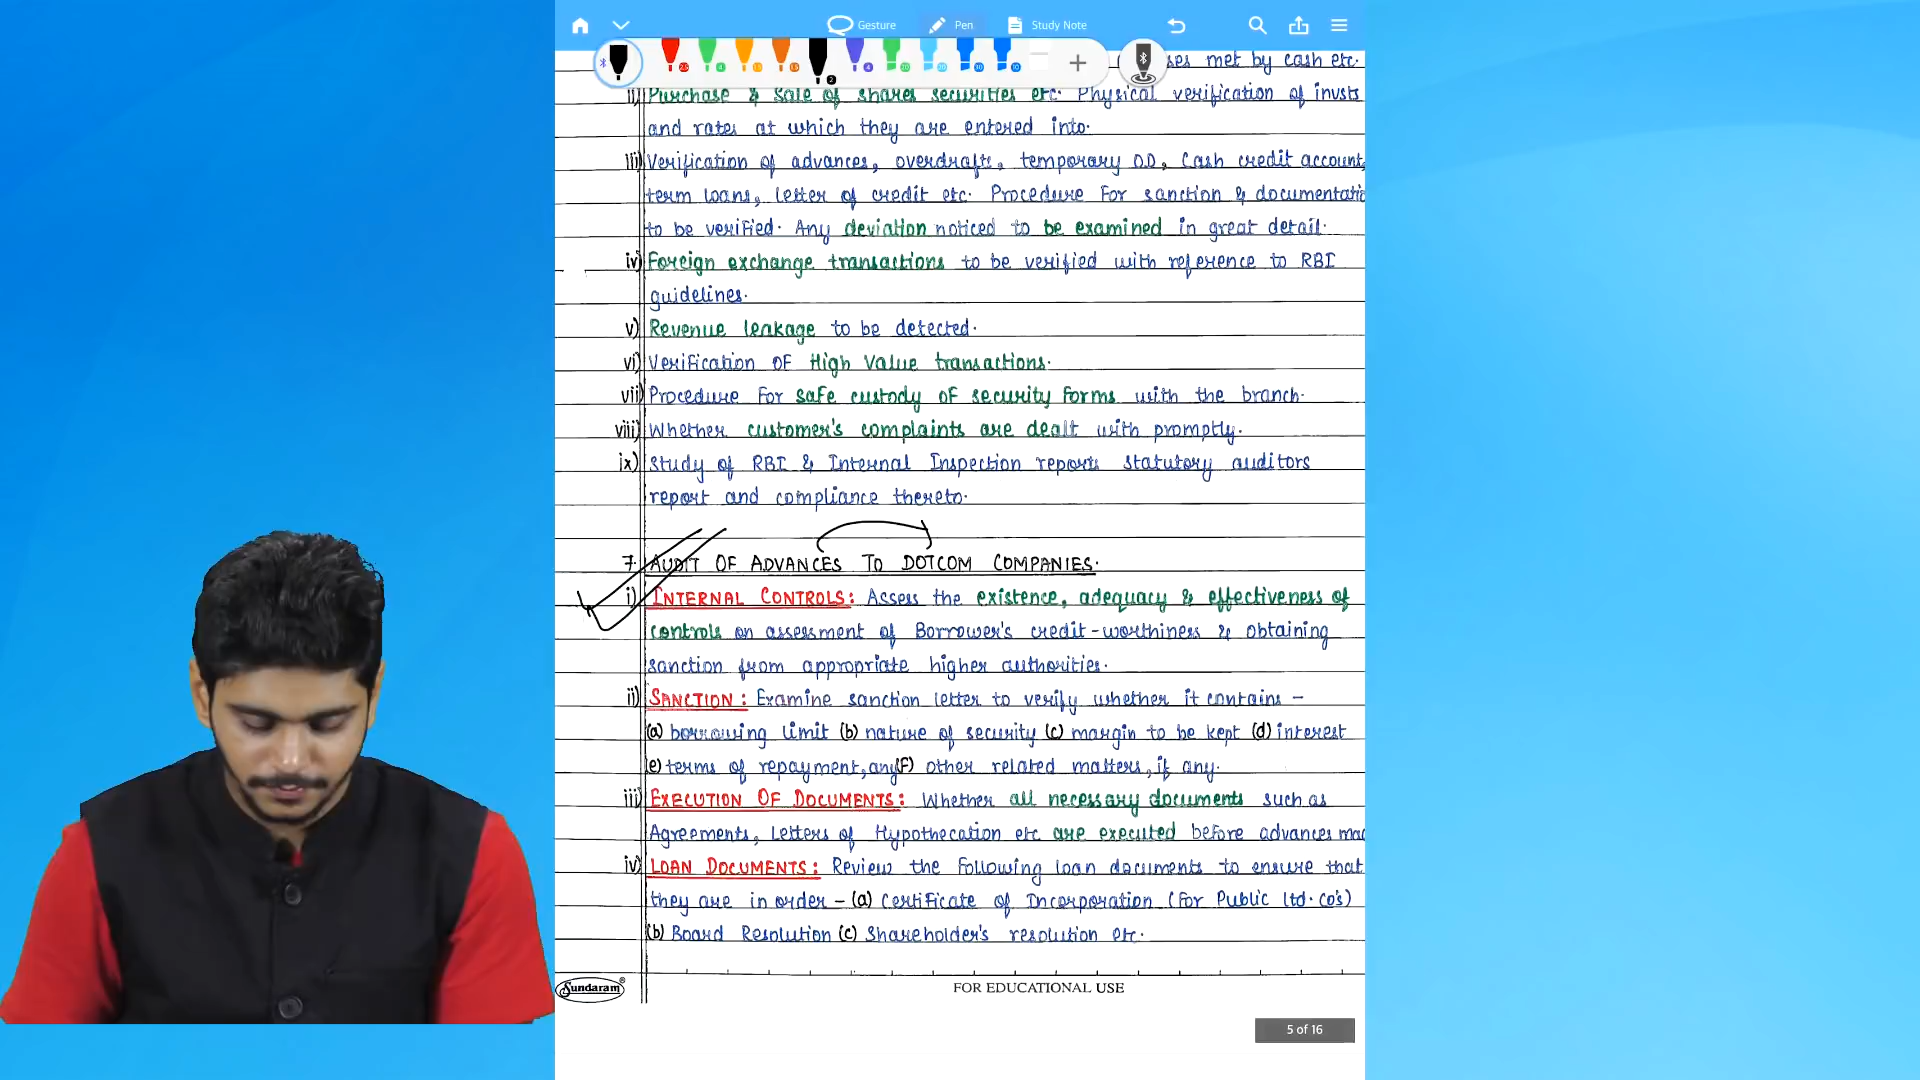 Gesture Pen Study Note
ses met by cash etc.
ii) Purchase & Sale of shares securities etc. Physical verification of invsts
and rates at which they are entered into.
iii) Verification of advances, overdrafts, temporary O.D, Cash credit account,
term loans, letter of credit etc. Procedure For sanction & documentatio
to be verified. Any deviation noticed to be examined in great detail.
iv) Foreign exchange transactions to be verified with reference to RBI
guidelines.
v) Revenue leakage to be detected.
vi) Verification OF High Value transactions.
vii) Procedure For safe custody OF security Forms with the branch.
viii) Whether customer's complaints are dealt with promptly.
ix) Study of RBI & Internal Inspection reports statutory auditors
report and compliance thereto.
7. AUDIT OF ADVANCES TO DOTCOM COMPANIES.
i) INTERNAL CONTROLS: Assess the existence, adequacy & effectiveness of
controls on assessment of Borrower's credit-worthiness & obtaining
sanction from appropriate higher authorities.
ii) SANCTION: Examine sanction letter to verify whether it contains -
(a) borrowing limit (b) nature of security (c) margin to be kept (d) interest
(e) terms of repayment, any (F) other related matters, if any.
iii) EXECUTION OF DOCUMENTS: Whether all necessary documents such as
Agreements, Letters of Hypothecation etc are executed before advances mad
iv) LOAN DOCUMENTS: Review the Following loan documents to ensure that
they are in order - (a) Certificate of Incorporation (For Public Ltd. Co's)
(b) Board Resolution (c) Shareholder's resolution etc.
Sundaram
FOR EDUCATIONAL USE
5 of 16